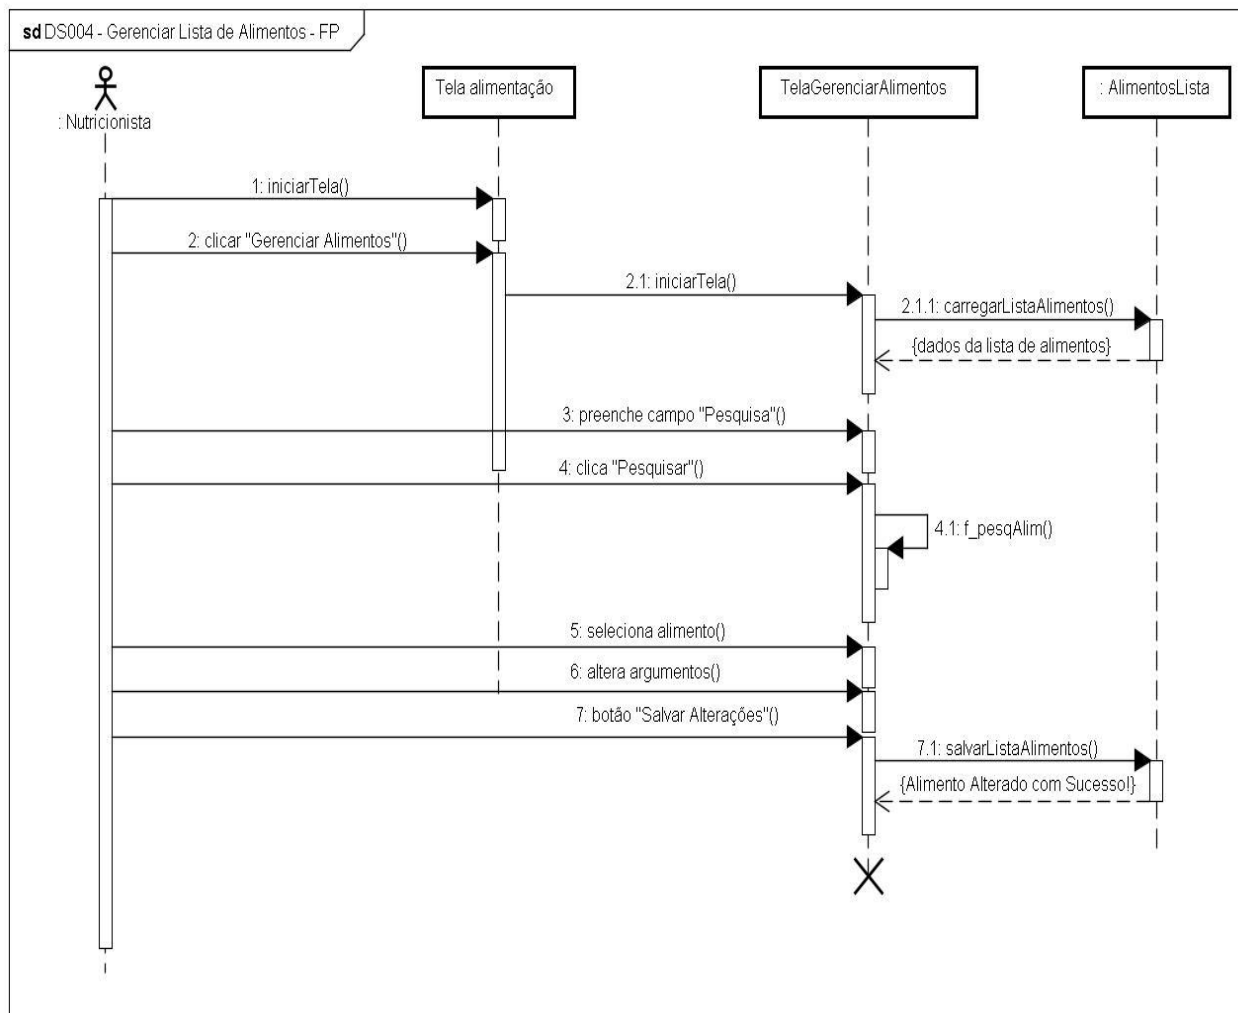 sd DS004 - Gerenciar Lista de Alimentos - FP
: Nutricionista
Tela alimentação
TelaGerenciarAlimentos
: AlimentosLista
1: iniciarTela()
2: clicar "Gerenciar Alimentos"()
2.1: iniciarTela()
2.1.1: carregarListaAlimentos()
{dados da lista de alimentos}
3: preenche campo "Pesquisa"()
4: clica "Pesquisar"()
4.1: f_pesqAlim()
5: seleciona alimento()
6: altera argumentos()
7: botão "Salvar Alterações"()
7.1: salvarListaAlimentos()
{Alimento Alterado com Sucesso!}